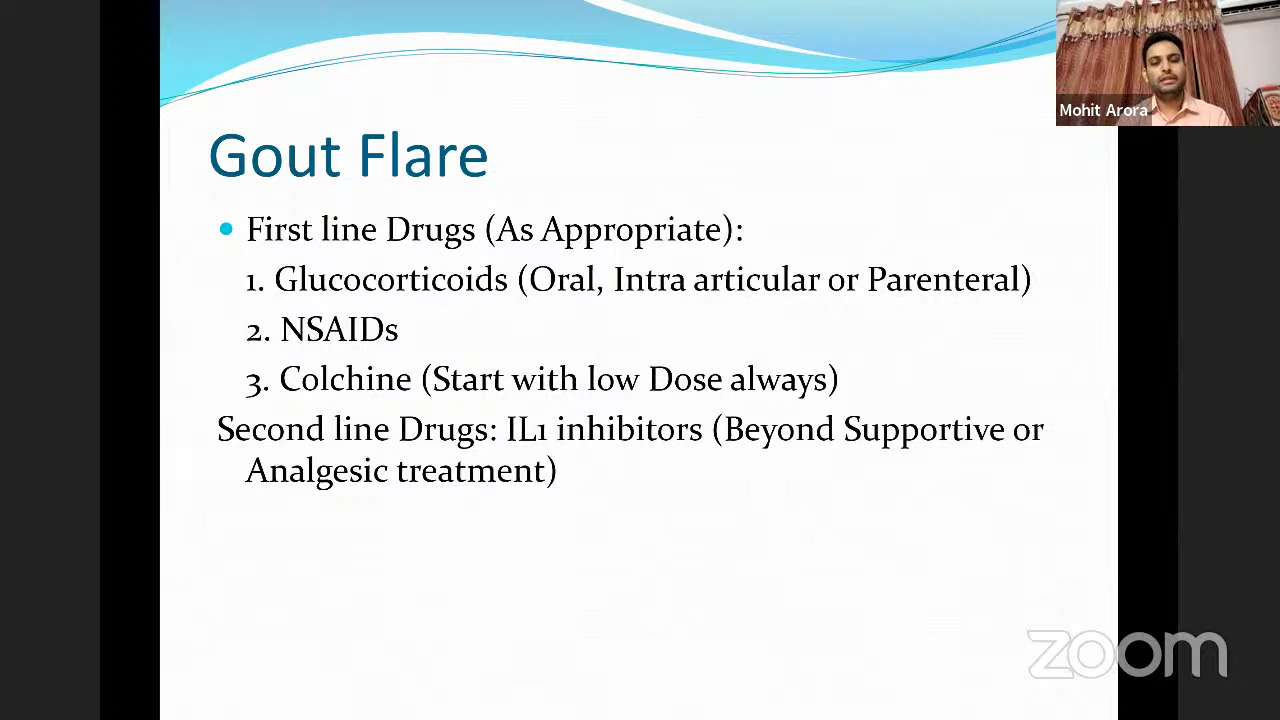 Mohit Arora
Gout Flare
First line Drugs (As Appropriate):
1. Glucocorticoids (Oral, Intra articular or Parenteral)
2. NSAIDs
3. Colchine (Start with low Dose always)
Second line Drugs: IL1 inhibitors (Beyond Supportive or
Analgesic treatment)
zoom